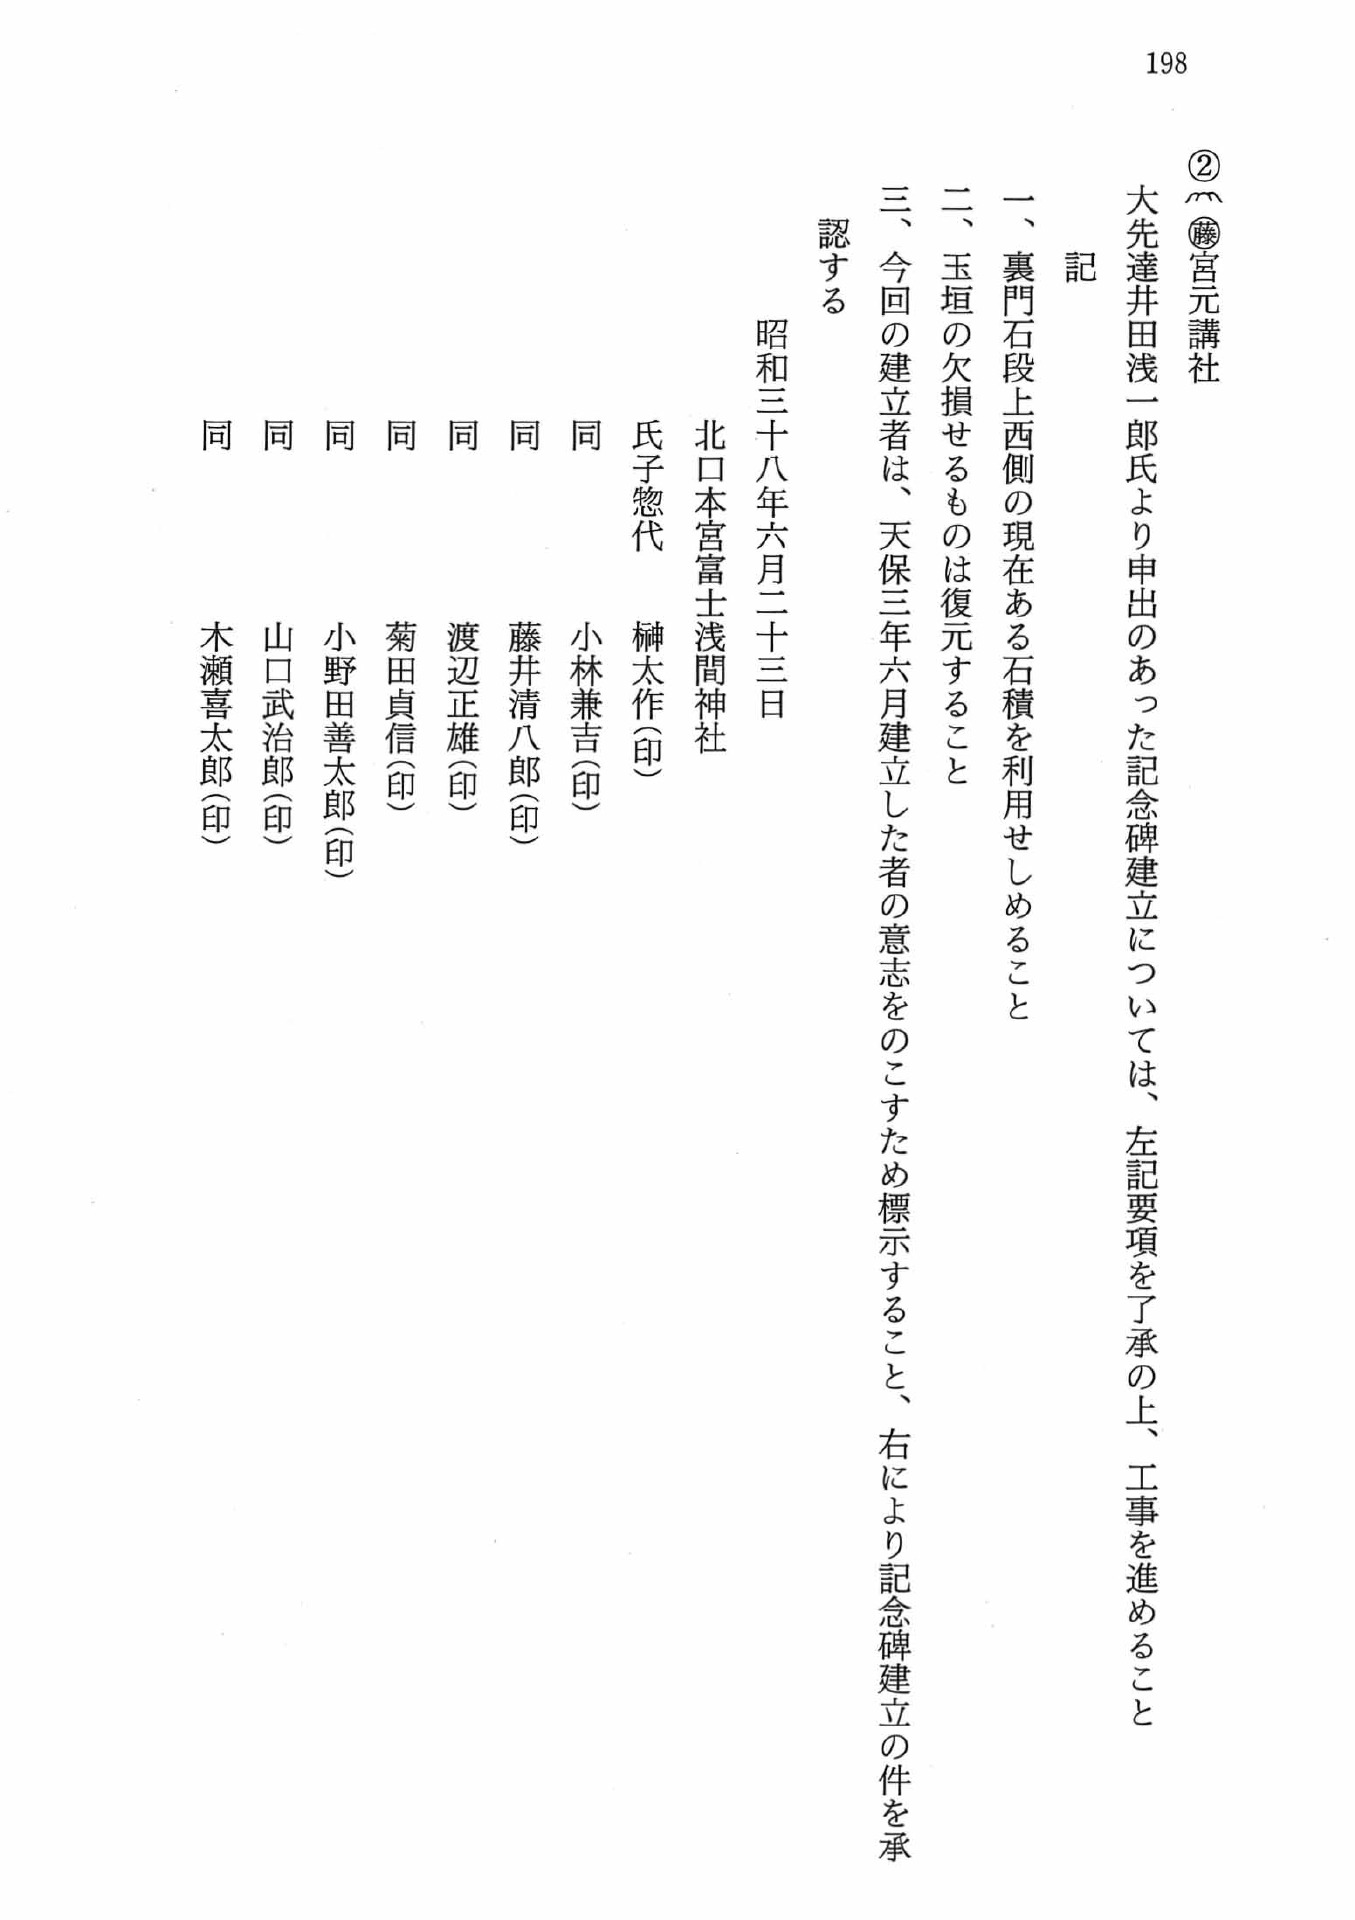 198
②㊞宮元講社
大先達井田浅一郎氏より申出のあった記念碑建立については、左記要項を了承の上、工事を進めること
記
一、裏門石段上西側の現在ある石積を利用せしめること
二、玉垣の欠損せるものは復元すること
三、今回の建立者は、天保三年六月建立した者の意志をのこすため標示すること、右により記念碑建立の件を承
認する
昭和三十八年六月二十三日
北口本宮富士浅間神社
氏子惣代 榊太作(印)
同 小林兼吉(印)
同 藤井清八郎(印)
同 渡辺正雄(印)
同 菊田貞信(印)
同 小野田善太郎(印)
同 山口武治郎(印)
同 木瀬喜太郎(印)